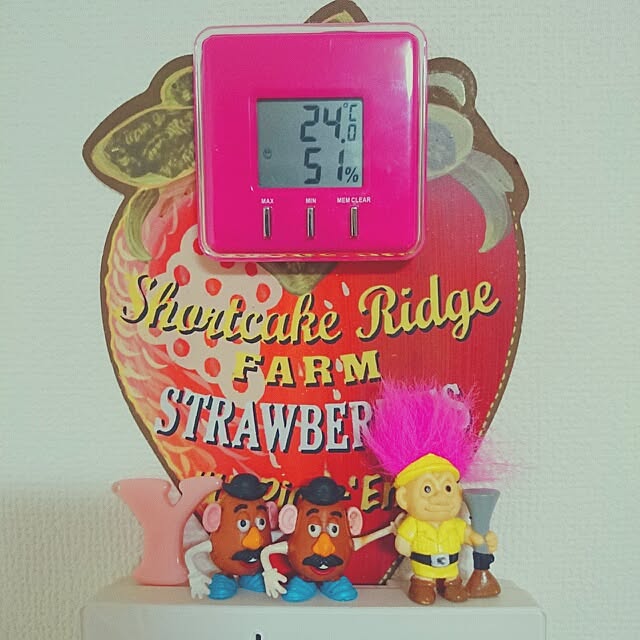 24.0°C
51%
MAX MIN MEM CLEAR
Shortcake Ridge
FARM
STRAWBER
Y